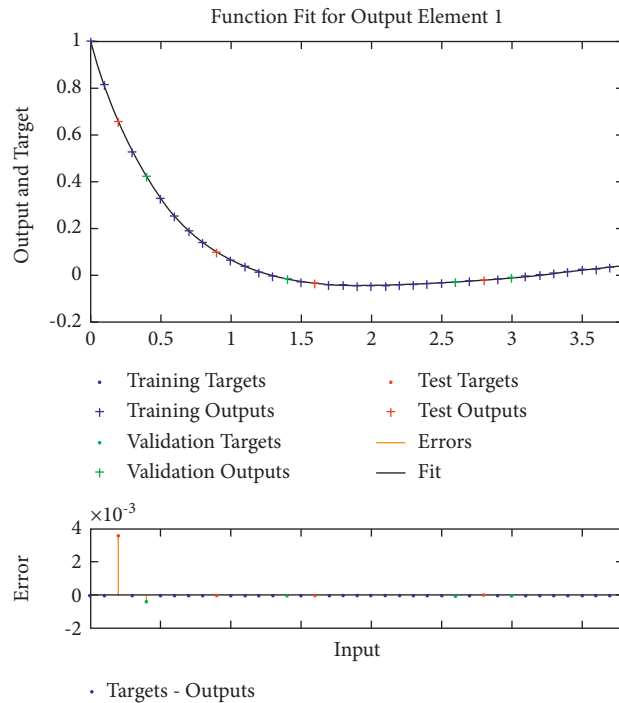 Function Fit for Output Element 1
Output and Target
1
0.8
0.6
0.4
0.2
0
-0.2
0 0.5 1 1.5 2 2.5 3 3.5
Training Targets
Training Outputs
Validation Targets
Validation Outputs
Test Targets
Test Outputs
Errors
Fit
×10-3
Error
4
2
0
-2
Input
Targets - Outputs